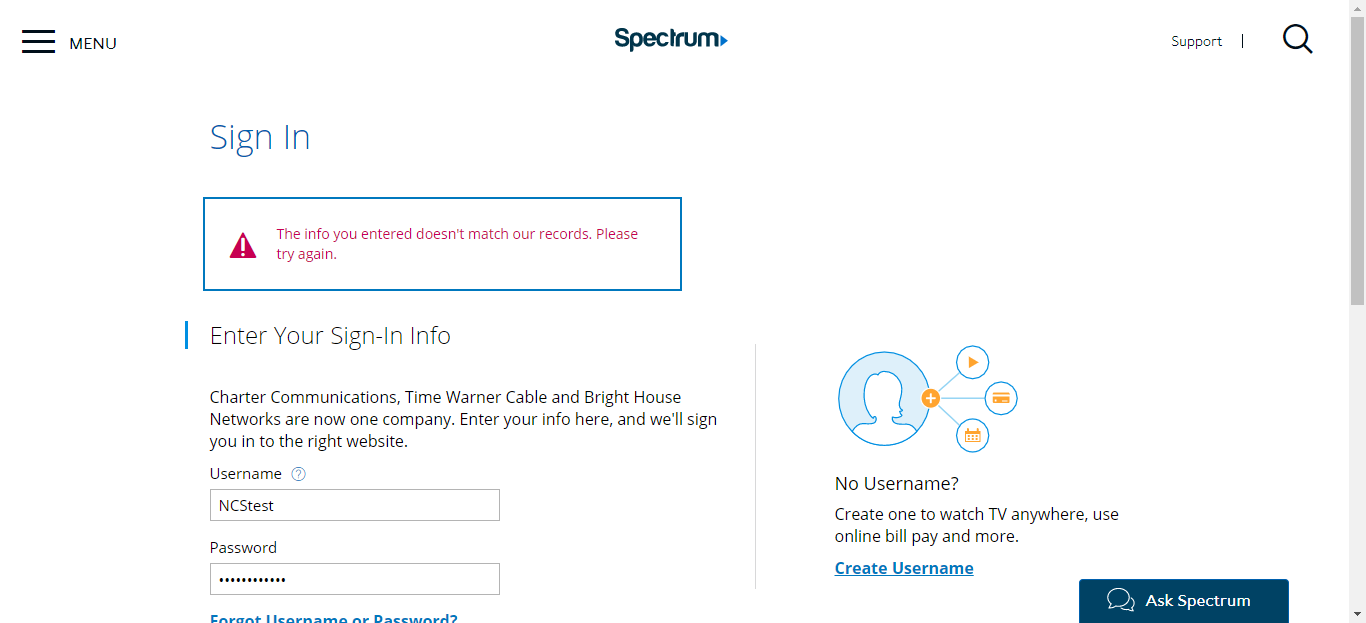 MENU
Spectrum
Support |
Sign In
The info you entered doesn't match our records. Please
try again.
Enter Your Sign-In Info
Charter Communications, Time Warner Cable and Bright House
Networks are now one company. Enter your info here, and we'll sign
you in to the right website.
Username ?
NCStest
Password
••••••••••••
Forgot Username or Password?
No Username?
Create one to watch TV anywhere, use
online bill pay and more.
Create Username
Ask Spectrum